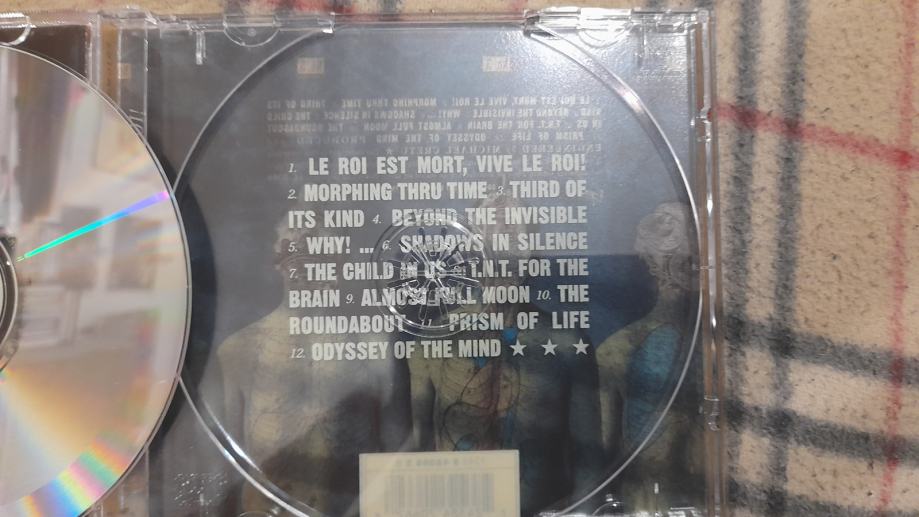 1. LE ROI EST MORT, VIVE LE ROI!
2. MORPHING THRU TIME 3. THIRD OF
ITS KIND 4. BEYOND THE INVISIBLE
5. WHY! ... 6. SHADOWS IN SILENCE
7. THE CHILD IN US T.N.T. FOR THE
BRAIN 9. ALMOST FULL MOON 10. THE
ROUNDABOUT 11 PRISM OF LIFE
12. ODYSSEY OF THE MIND ★ ★ ★